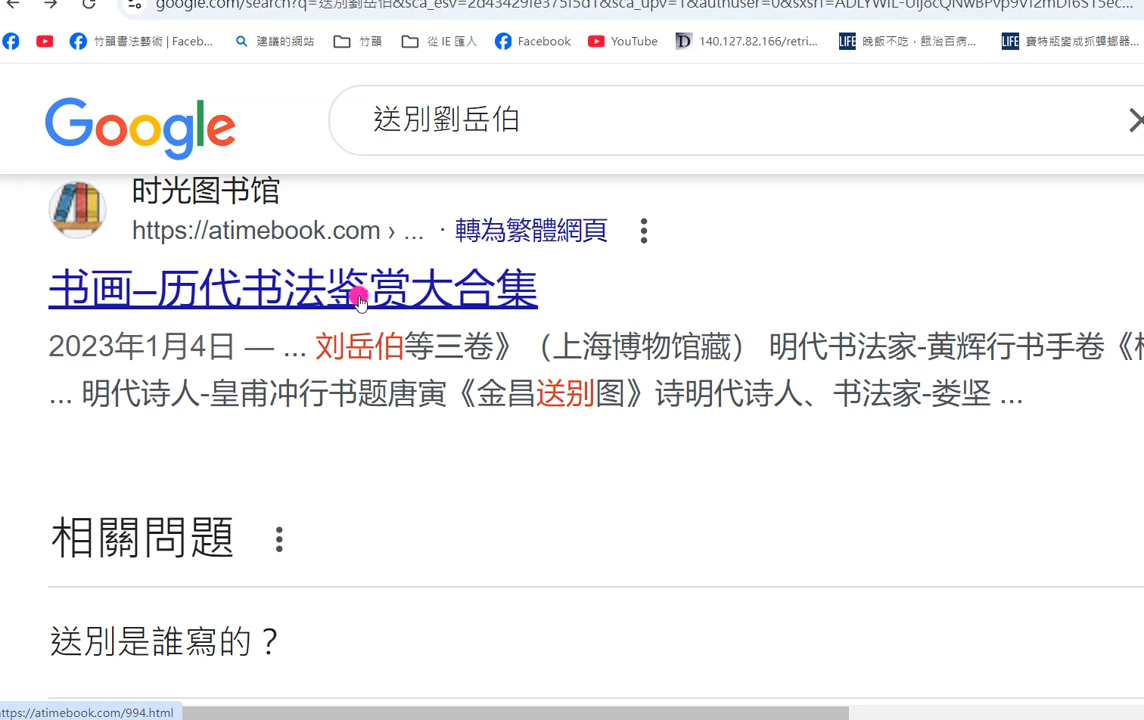 google.com/search?q=送別劉岳伯&sca_esv=2d43429fe375f5d1&sca_upv=1&authuser=0&sxsrf=
竹韻書法藝術 | Faceb...
建議的網站
竹韻
從 IE 匯入
Facebook
YouTube
140.127.82.166/retri...
LIFE 晚飯不吃，餓治百病...
LIFE 寶特瓶變成抓蟑螂器...
Google
送別劉岳伯
时光图书馆
https://atimebook.com › ... · 轉為繁體網頁
书画–历代书法鉴赏大合集
2023年1月4日 — ... 刘岳伯等三卷》（上海博物馆藏） 明代书法家-黄辉行书手卷《
... 明代诗人-皇甫冲行书题唐寅《金昌送别图》诗明代诗人、书法家-娄坚 ...
相關問題
送別是誰寫的？
https://atimebook.com/994.html